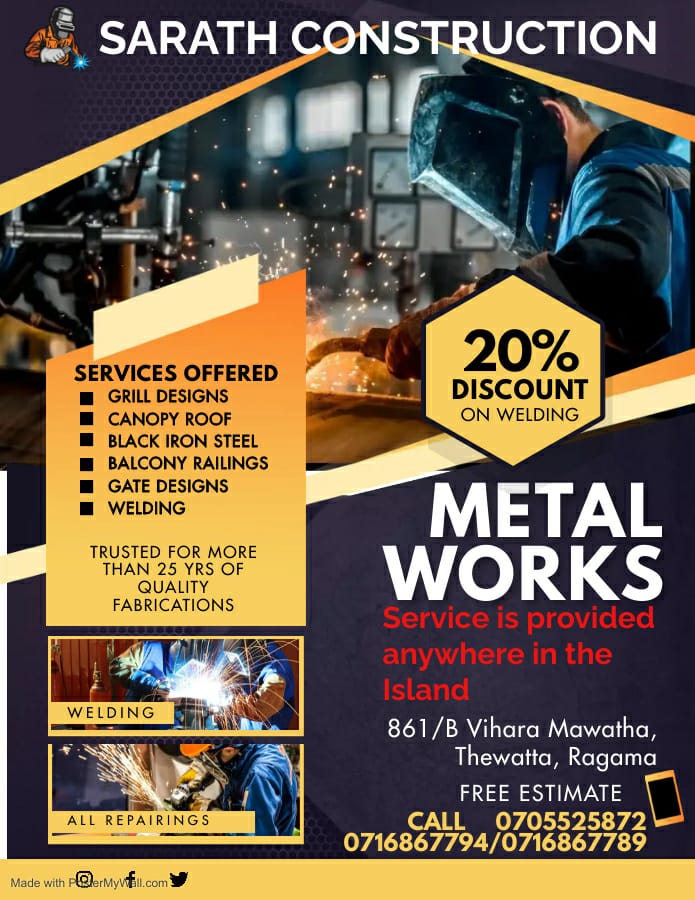 SARATH CONSTRUCTION
20%
DISCOUNT
ON WELDING
SERVICES OFFERED
GRILL DESIGNS
CANOPY ROOF
BLACK IRON STEEL
BALCONY RAILINGS
GATE DESIGNS
WELDING
TRUSTED FOR MORE
THAN 25 YRS OF
QUALITY
FABRICATIONS
METAL
WORKS
Service is provided
anywhere in the
Island
WELDING
861/B Vihara Mawatha,
Thewatta, Ragama
FREE ESTIMATE
ALL REPAIRINGS
CALL 0705525872
0716867794/0716867789
Made with PosterMyWall.com